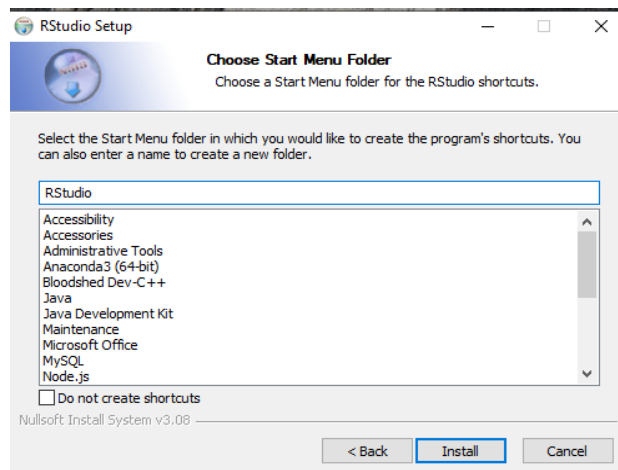 RStudio Setup
Choose Start Menu Folder
Choose a Start Menu folder for the RStudio shortcuts.
Select the Start Menu folder in which you would like to create the program's shortcuts. You
can also enter a name to create a new folder.
RStudio
Accessibility
Accessories
Administrative Tools
Anaconda3 (64-bit)
Bloodshed Dev-C++
Java
Java Development Kit
Maintenance
Microsoft Office
MySQL
Node.js
Do not create shortcuts
Nullsoft Install System v3.08
< Back Install Cancel